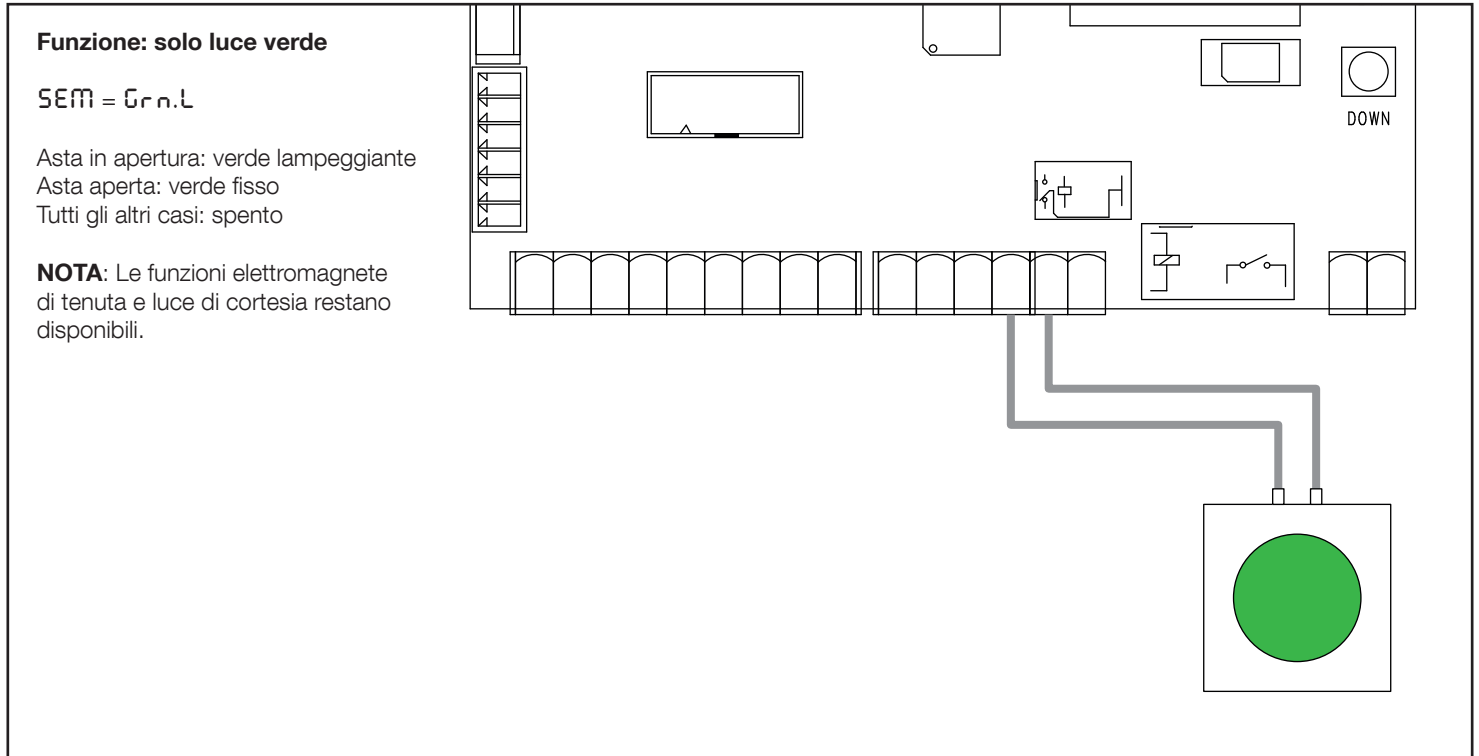 Funzione: solo luce verde
SEM = Grn.L
Asta in apertura: verde lampeggiante
Asta aperta: verde fisso
Tutti gli altri casi: spento
NOTA: Le funzioni elettromagnete
di tenuta e luce di cortesia restano
disponibili.
DOWN